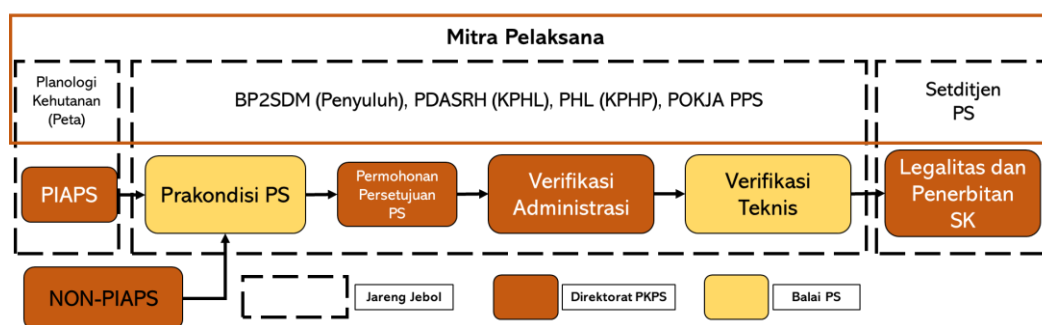 Mitra Pelaksana
Planologi
Kehutanan
(Peta)
BP2SDM (Penyuluh), PDASRH (KPHL), PHL (KPHP), POKJA PPS
Setditjen
PS
PIAPS
Prakondisi PS
Permohonan
Persetujuan
PS
Verifikasi
Administrasi
Verifikasi
Teknis
Legalitas dan
Penerbitan
SK
NON-PIAPS
Jareng Jebol
Direktorat PKPS
Balai PS